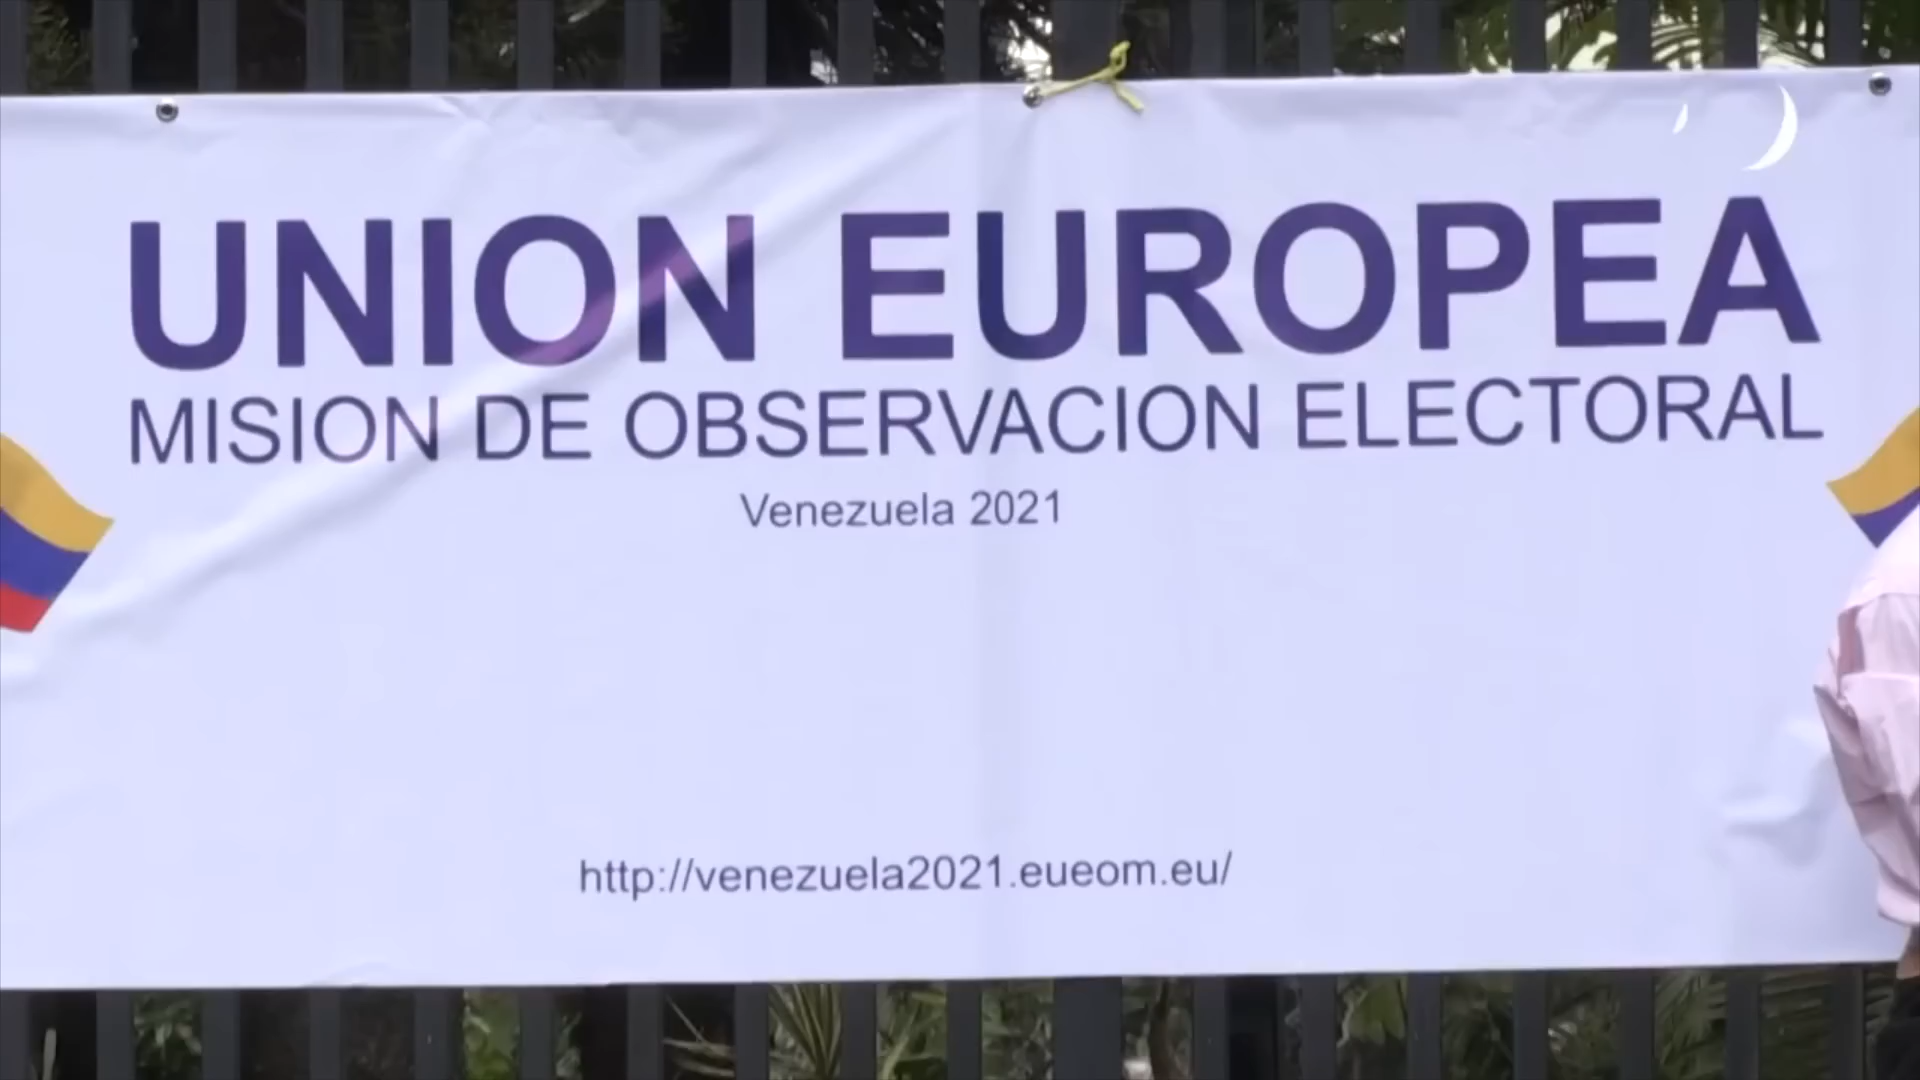 UNION EUROPEA
MISION DE OBSERVACION ELECTORAL
Venezuela 2021
http://venezuela2021.eueom.eu/